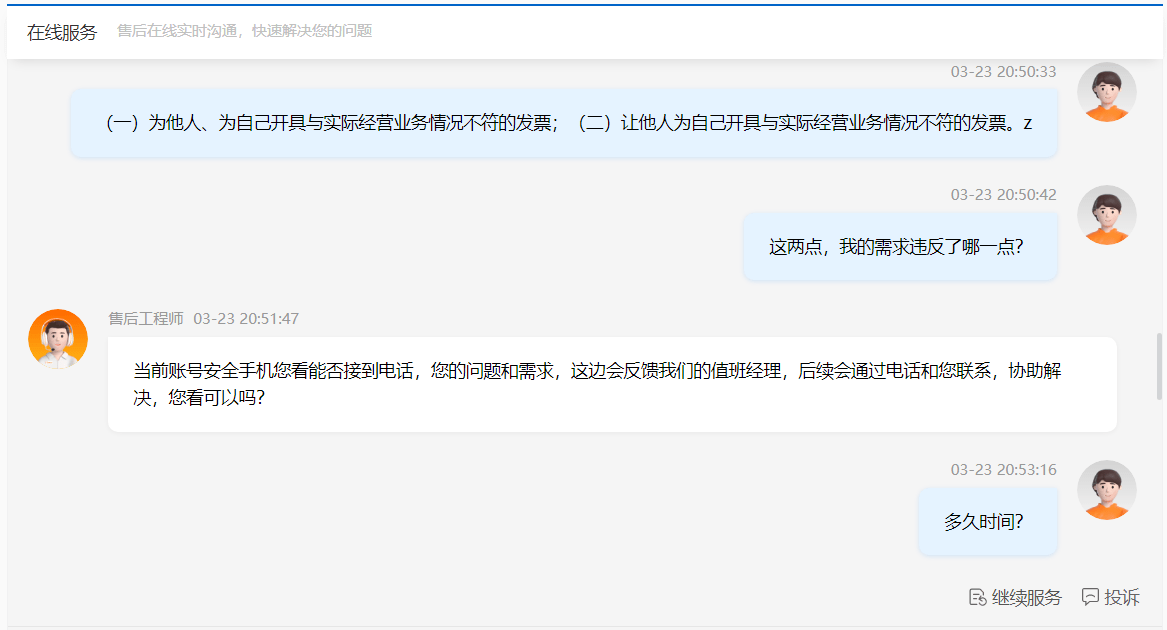 在线服务 售后在线实时沟通，快速解决您的问题
03-23 20:50:33
（一）为他人、为自己开具与实际经营业务情况不符的发票；（二）让他人为自己开具与实际经营业务情况不符的发票。z
03-23 20:50:42
这两点，我的需求违反了哪一点？
售后工程师 03-23 20:51:47
当前账号安全手机您看能否接到电话，您的问题和需求，这边会反馈我们的值班经理，后续会通过电话和您联系，协助解
决，您看可以吗？
03-23 20:53:16
多久时间？
继续服务 投诉